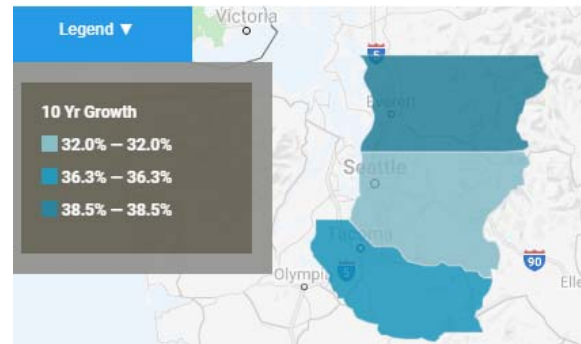 Legend ▼
Victoria
10 Yr Growth
32.0% – 32.0%
36.3% – 36.3%
38.5% – 38.5%
5
Everett
Seattle
Tacoma
Olympia
5
90
Elle